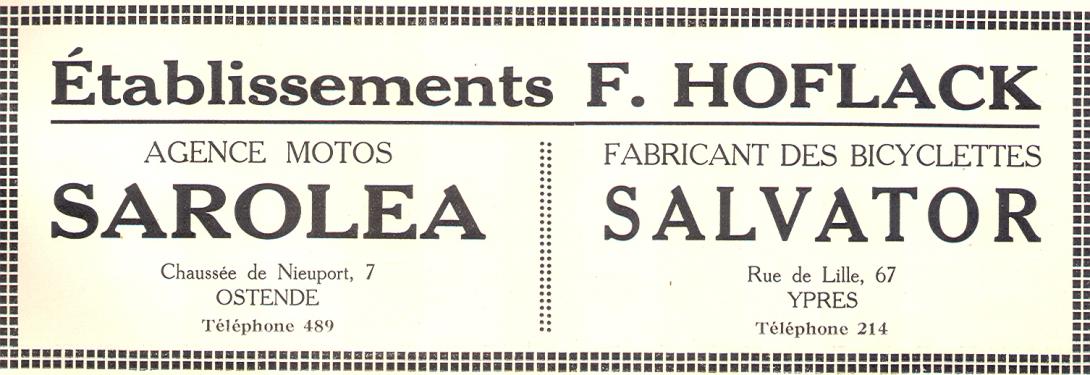 Établissements F. HOFLACK
AGENCE MOTOS
SAROLEA
Chaussée de Nieuport, 7
OSTENDE
Téléphone 489
FABRICANT DES BICYCLETTES
SALVATOR
Rue de Lille, 67
YPRES
Téléphone 214